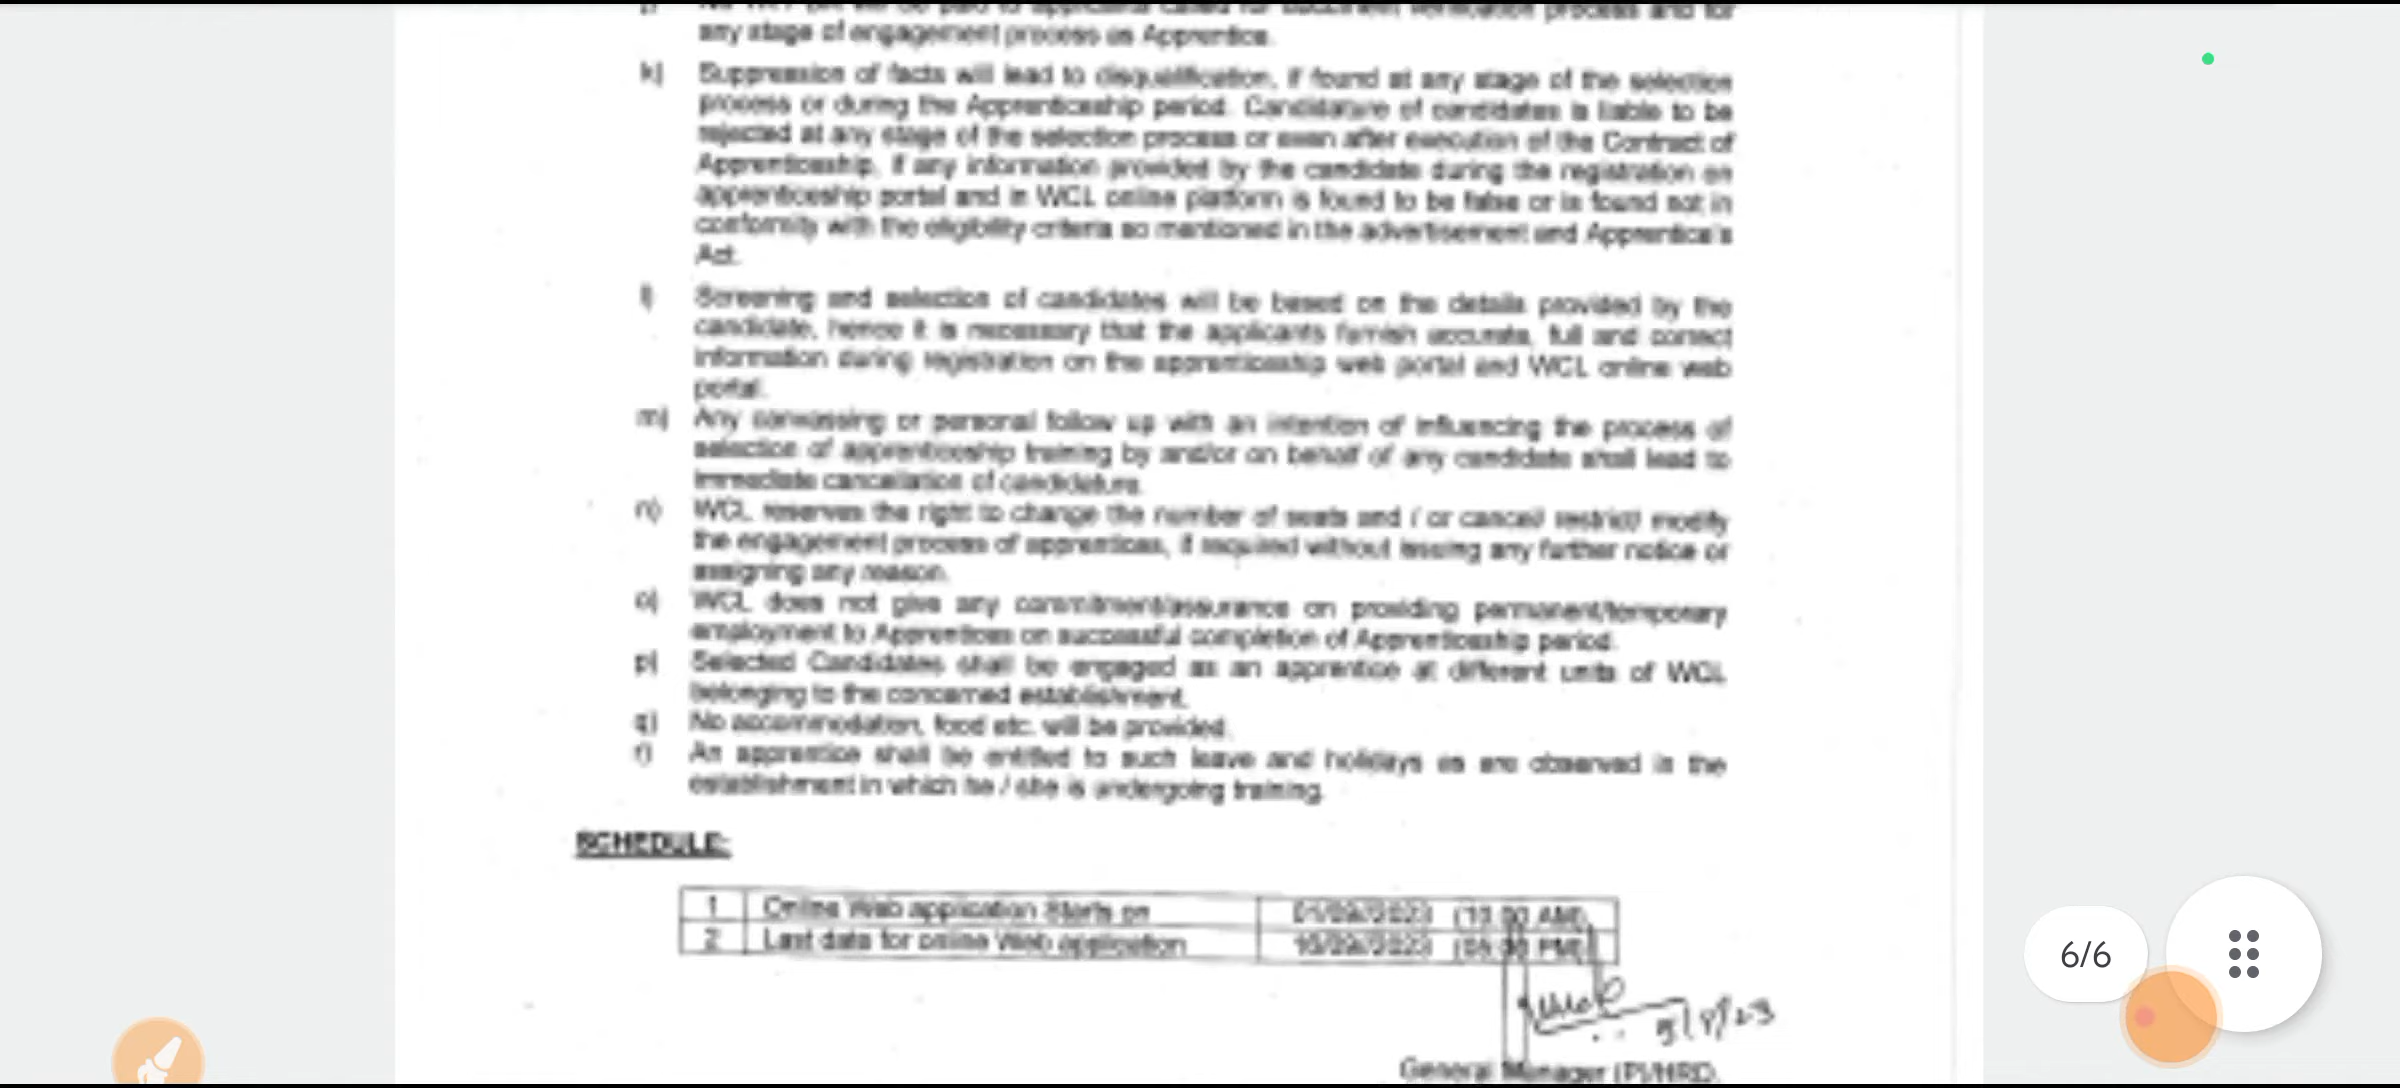 any stage of engagement process as Apprentice.
k) Suppression of facts will lead to disqualification, if found at any stage of the selection
process or during the Apprenticeship period. Candidature of candidates is liable to be
rejected at any stage of the selection process or even after execution of the Contract of
Apprenticeship, if any information provided by the candidate during the registration on
apprenticeship portal and in WCL online platform is found to be false or is found not in
conformity with the eligibility criteria so mentioned in the advertisement and Apprentice's
Act.
l) Screening and selection of candidates will be based on the details provided by the
candidate, hence it is necessary that the applicants furnish accurate, full and correct
information during registration on the apprenticeship web portal and WCL online web
portal.
m) Any canvassing or personal follow up with an intention of influencing the process of
selection of apprenticeship training by and/or on behalf of any candidate shall lead to
immediate cancellation of candidature.
n) WCL reserves the right to change the number of seats and / or cancel/ restrict/ modify
the engagement process of apprentices, if required without issuing any further notice or
assigning any reason.
o) WCL does not give any commitment/assurance on providing permanent/temporary
employment to Apprentices on successful completion of Apprenticeship period.
p) Selected Candidates shall be engaged as an apprentice at different units of WCL
belonging to the concerned establishment.
q) No accommodation, food etc. will be provided.
r) An apprentice shall be entitled to such leave and holidays as are observed in the
establishment in which he / she is undergoing training.
SCHEDULE:
1 Online Web application Starts on 01/09/2023 (10.00 AM)
2 Last date for online Web application (05.00 PM)
6/6
General Manager (P)/HRD.